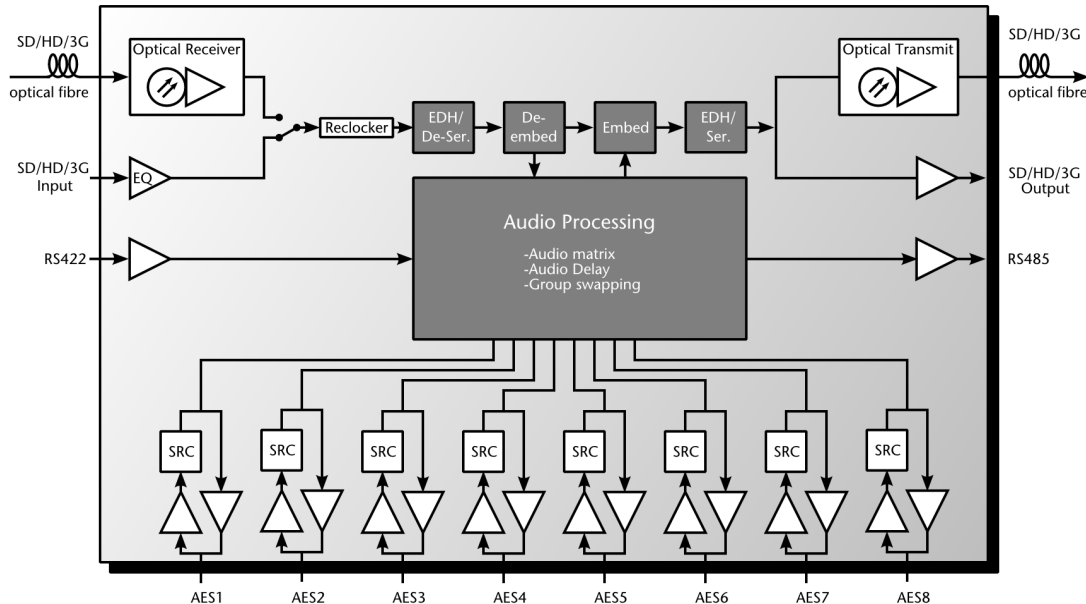 SD/HD/3G
optical fibre
Optical Receiver
Optical Transmit
SD/HD/3G
optical fibre
Reclocker
EDH/
De-Ser.
De-
embed
Embed
EDH/
Ser.
SD/HD/3G
Input
EQ
SD/HD/3G
Output
Audio Processing
-Audio matrix
-Audio Delay
-Group swapping
RS422
RS485
SRC
SRC
SRC
SRC
SRC
SRC
SRC
SRC
AES1
AES2
AES3
AES4
AES5
AES6
AES7
AES8